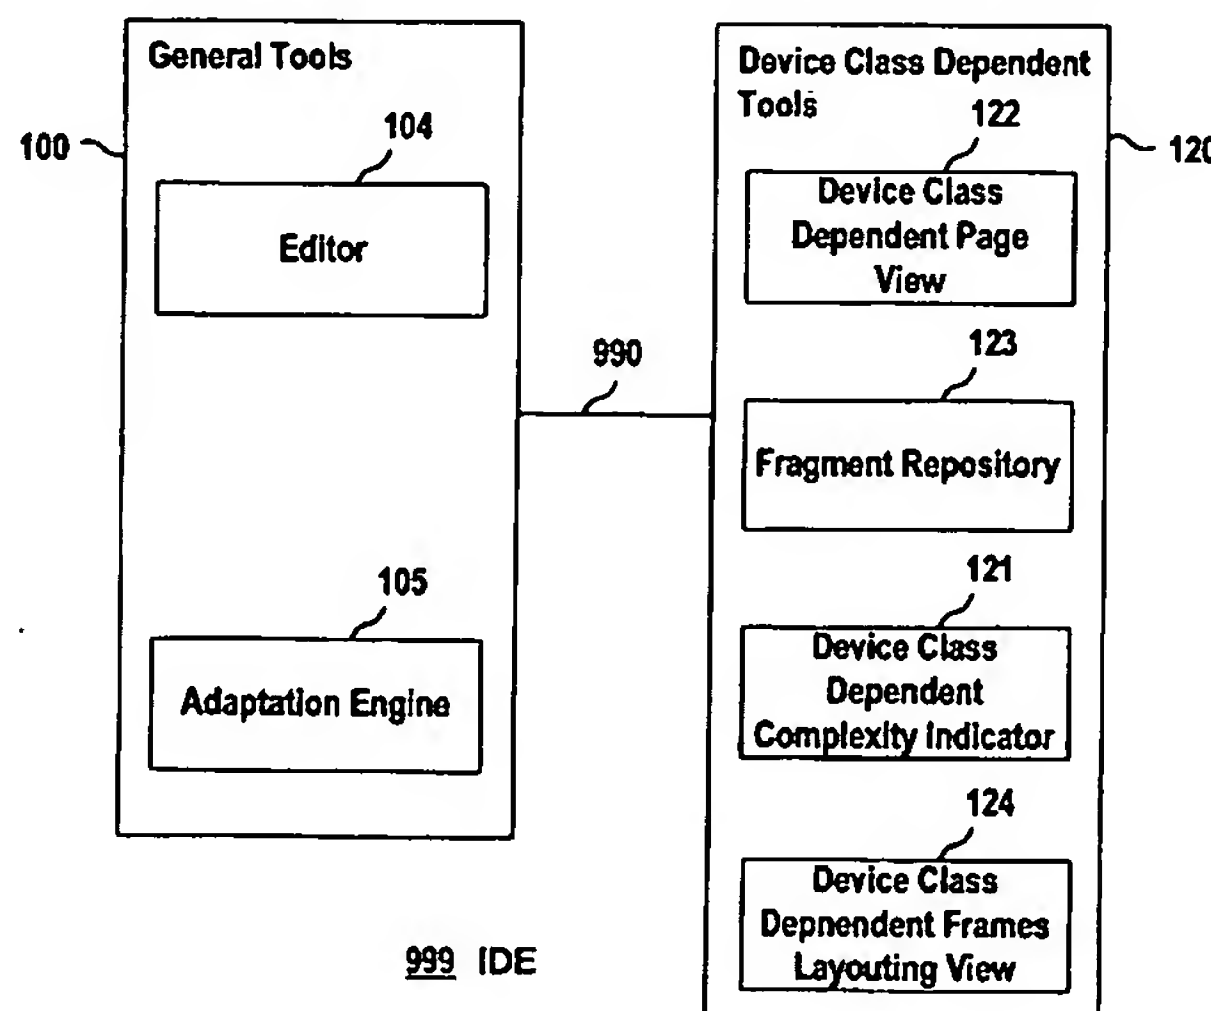 General Tools
100
104
Editor
105
Adaptation Engine
990
Device Class Dependent
Tools
120
122
Device Class
Dependent Page
View
123
Fragment Repository
121
Device Class
Dependent
Complexity Indicator
124
Device Class
Depnendent Frames
Layouting View
999 IDE